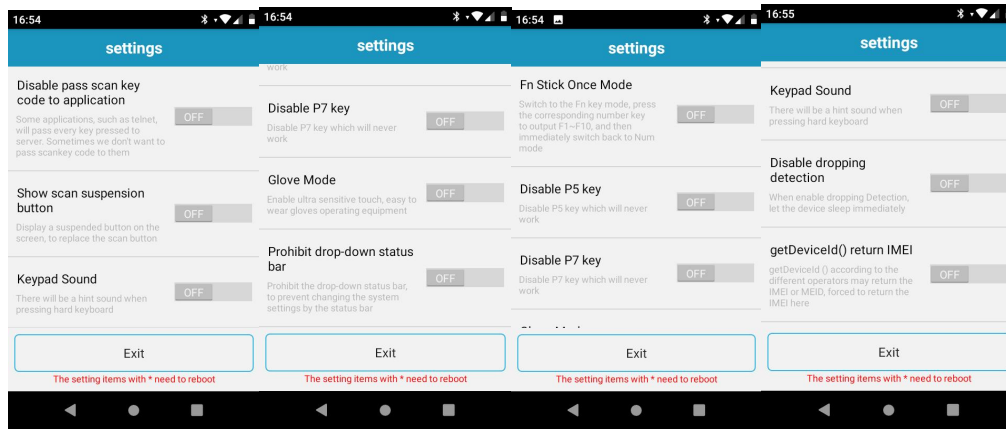 16:54
settings
Disable pass scan key
code to application
Some applications, such as telnet,
will pass every key pressed to
server. Sometimes we don't want to
pass scankey code to them
OFF
Show scan suspension
button
Display a suspended button on the
screen, to replace the scan button
OFF
Keypad Sound
There will be a hint sound when
pressing hard keyboard
OFF
Exit
The setting items with * need to reboot
16:54
settings
work
Disable P7 key
Disable P7 key which will never
work
OFF
Glove Mode
Enable ultra sensitive touch, easy to
wear gloves operating equipment
OFF
Prohibit drop-down status
bar
Prohibit the drop-down status bar,
to prevent changing the system
settings by the status bar
OFF
Exit
The setting items with * need to reboot
16:54
settings
Fn Stick Once Mode
Switch to the Fn key mode, press
the corresponding number key
to output F1~F10, and then
immediately switch back to Num
mode
OFF
Disable P5 key
Disable P5 key which will never
work
OFF
Disable P7 key
Disable P7 key which will never
work
OFF
Exit
The setting items with * need to reboot
16:55
settings
Keypad Sound
There will be a hint sound when
pressing hard keyboard
OFF
Disable dropping
detection
When enable dropping Detection,
let the device sleep immediately
OFF
getDeviceId() return IMEI
getDeviceId () according to the
different operators may return the
IMEI or MEID, forced to return the
IMEI here
OFF
Exit
The setting items with * need to reboot